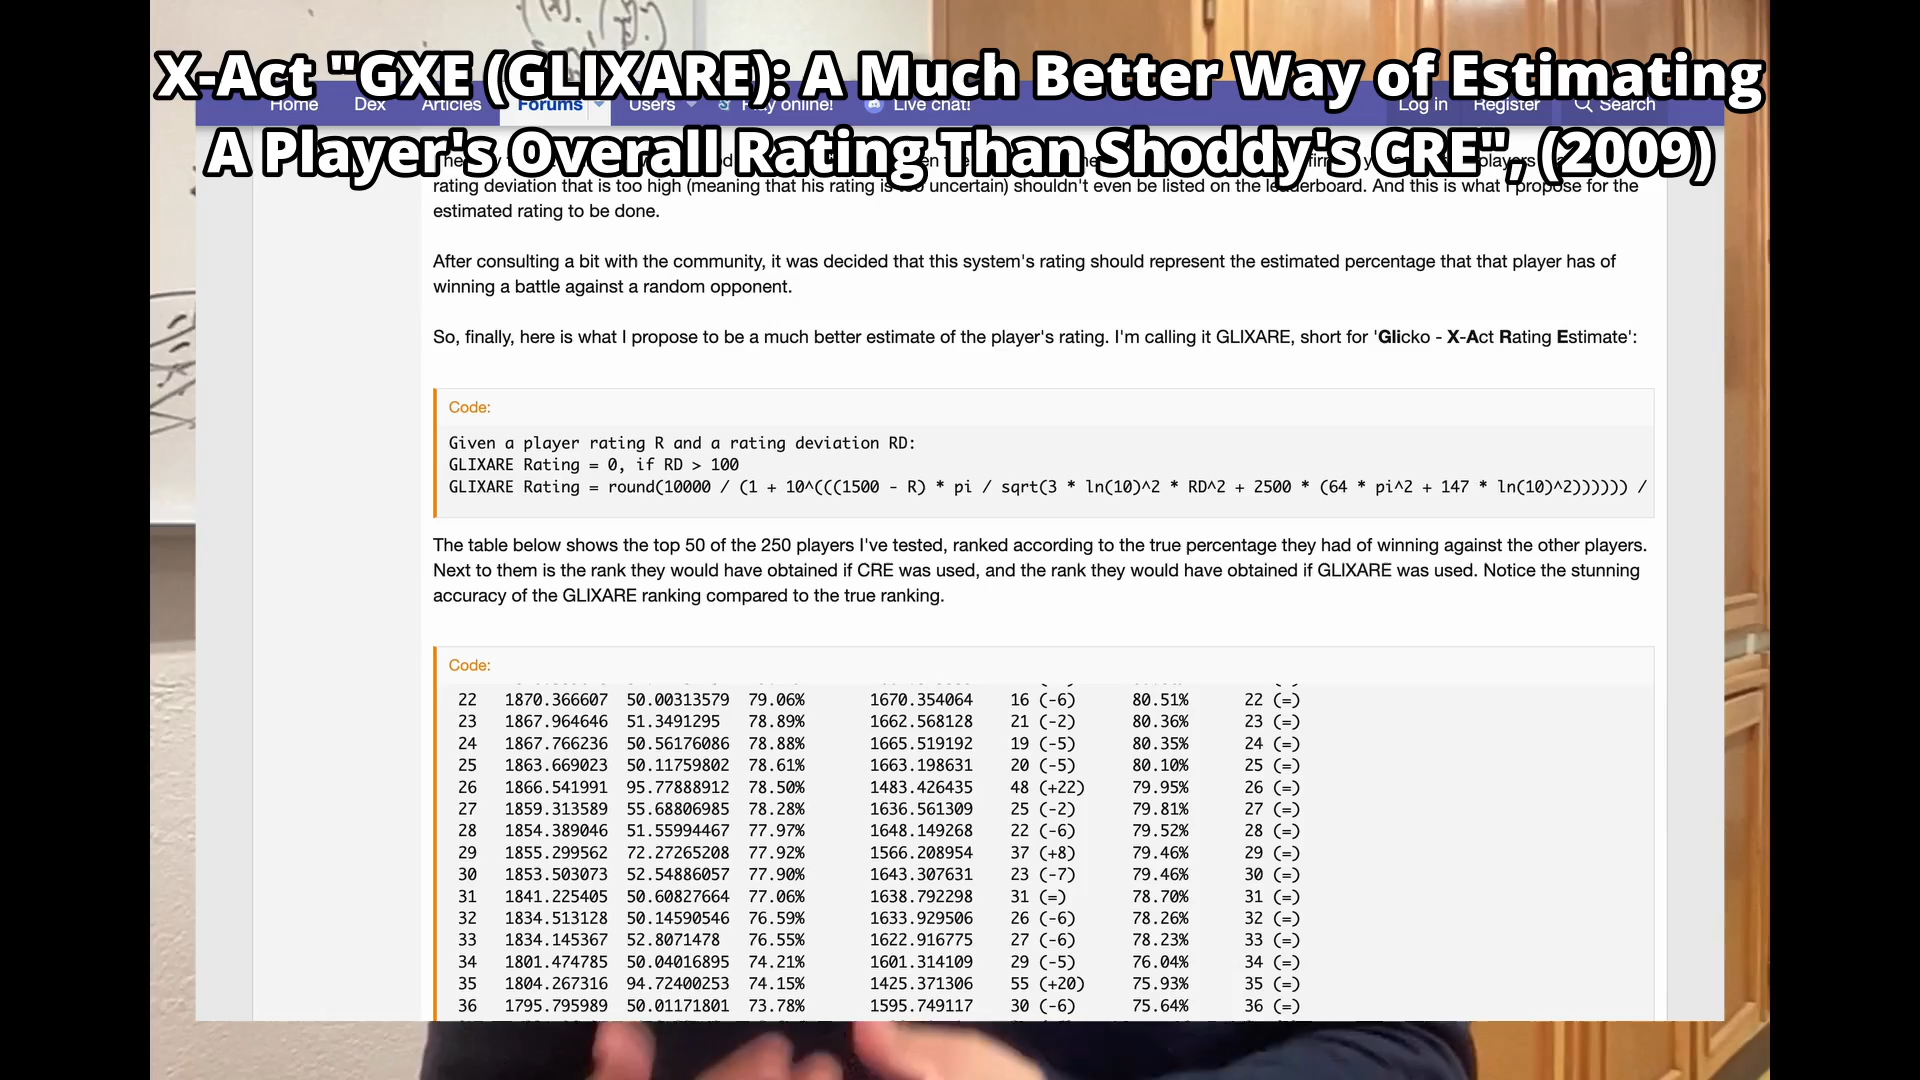 X-Act "GXE (GLIXARE): A Much Better Way of Estimating
A Player's Overall Rating Than Shoddy's CRE", (2009)
Home Dex Articles Forums Users Play online! Live chat! Log in Register Search
rating deviation that is too high (meaning that his rating is too uncertain) shouldn't even be listed on the leaderboard. And this is what I propose for the
estimated rating to be done.
After consulting a bit with the community, it was decided that this system's rating should represent the estimated percentage that that player has of
winning a battle against a random opponent.
So, finally, here is what I propose to be a much better estimate of the player's rating. I'm calling it GLIXARE, short for 'Glicko - X-Act Rating Estimate':
Code:
Given a player rating R and a rating deviation RD:
GLIXARE Rating = 0, if RD > 100
GLIXARE Rating = round(10000 / (1 + 10^(((1500 - R) * pi / sqrt(3 * ln(10)^2 * RD^2 + 2500 * (64 * pi^2 + 147 * ln(10)^2)))))) /
The table below shows the top 50 of the 250 players I've tested, ranked according to the true percentage they had of winning against the other players.
Next to them is the rank they would have obtained if CRE was used, and the rank they would have obtained if GLIXARE was used. Notice the stunning
accuracy of the GLIXARE ranking compared to the true ranking.
Code:
22 1870.366607 50.00313579 79.06% 1670.354064 16 (-6) 80.51% 22 (=)
23 1867.964646 51.3491295 78.89% 1662.568128 21 (-2) 80.36% 23 (=)
24 1867.766236 50.56176086 78.88% 1665.519192 19 (-5) 80.35% 24 (=)
25 1863.669023 50.11759802 78.61% 1663.198631 20 (-5) 80.10% 25 (=)
26 1866.541991 95.77888912 78.50% 1483.426435 48 (+22) 79.95% 26 (=)
27 1859.313589 55.68806985 78.28% 1636.561309 25 (-2) 79.81% 27 (=)
28 1854.389046 51.55994467 77.97% 1648.149268 22 (-6) 79.52% 28 (=)
29 1855.299562 72.27265208 77.92% 1566.208954 37 (+8) 79.46% 29 (=)
30 1853.503073 52.54886057 77.90% 1643.307631 23 (-7) 79.46% 30 (=)
31 1841.225405 50.60827664 77.06% 1638.792298 31 (=) 78.70% 31 (=)
32 1834.513128 50.14590546 76.59% 1633.929506 26 (-6) 78.26% 32 (=)
33 1834.145367 52.8071478 76.55% 1622.916775 27 (-6) 78.23% 33 (=)
34 1801.474785 50.04016895 74.21% 1601.314109 29 (-5) 76.04% 34 (=)
35 1804.267316 94.72400253 74.15% 1425.371306 55 (+20) 75.93% 35 (=)
36 1795.795989 50.01171801 73.78% 1595.749117 30 (-6) 75.64% 36 (=)